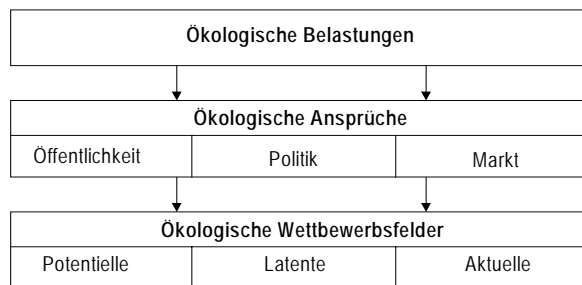 Ökologische Belastungen
Ökologische Ansprüche
Öffentlichkeit Politik Markt
Ökologische Wettbewerbsfelder
Potentielle Latente Aktuelle